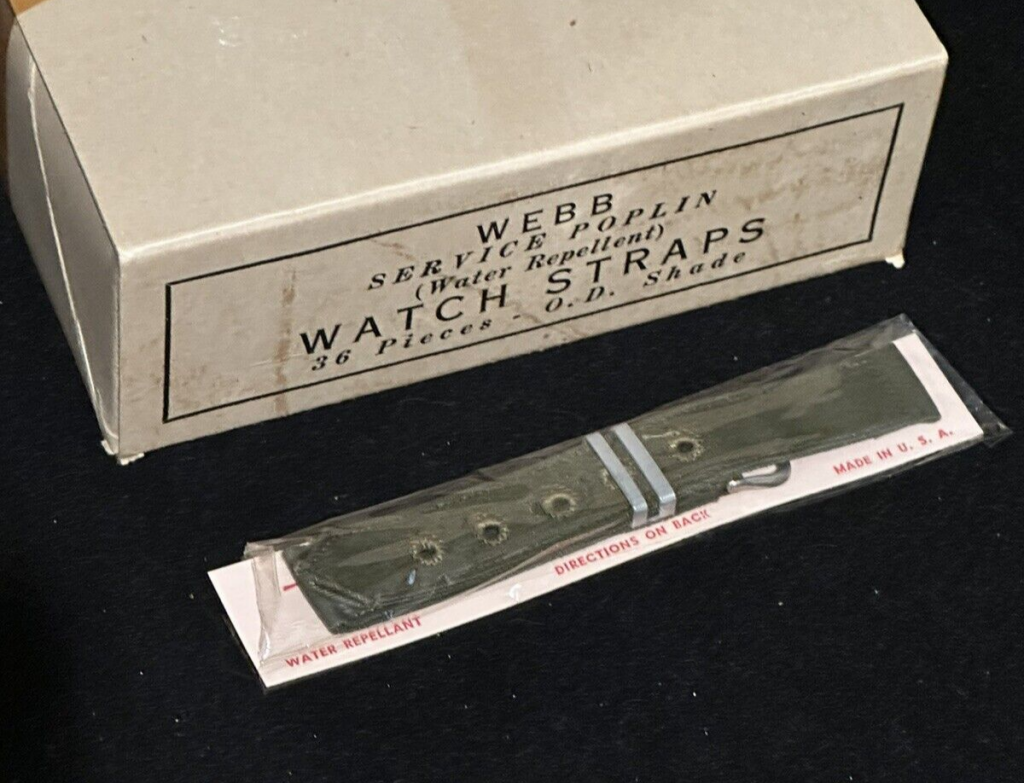 WEBB
SERVICE POPLIN
(Water Repellent)
WATCH STRAPS
36 Pieces - O.D. Shade
WATER REPELLANT
DIRECTIONS ON BACK
MADE IN U. S. A.